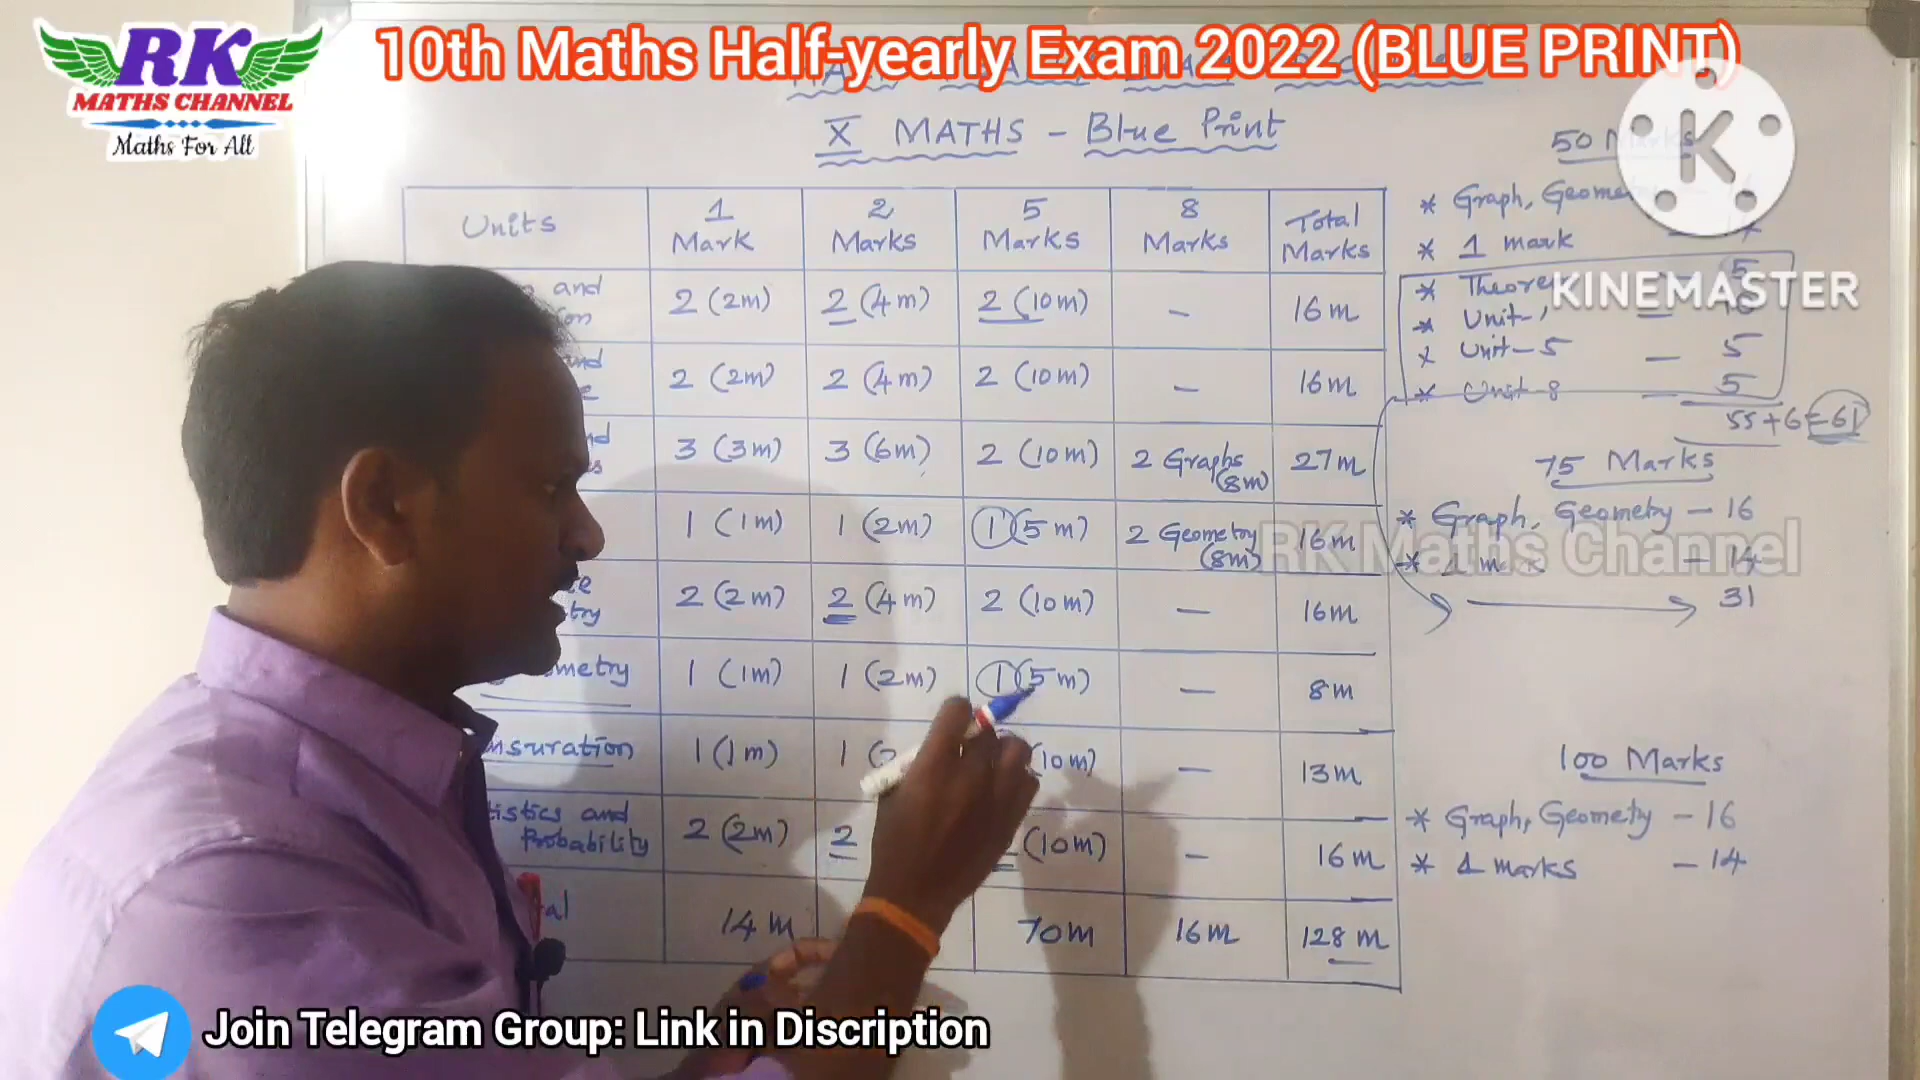 RK
MATHS CHANNEL
Maths For All
10th Maths Half-yearly Exam 2022 (BLUE PRINT)
X MATHS - Blue Print
Units
1 Mark
2 Marks
5 Marks
8 Marks
Total Marks
and
2 (2m)
2 (4m)
2 (10m)
-
16m
and
2 (2m)
2 (4m)
2 (10m)
-
16m
3 (3m)
3 (6m)
2 (10m)
2 Graphs (8m)
27m
1 (1m)
1 (2m)
1 (5m)
2 Geometry (8m)
16m
2 (2m)
2 (4m)
2 (10m)
-
16m
metry
1 (1m)
1 (2m)
1 (5m)
-
8m
nsuration
1 (1m)
1
(10m)
-
13m
tistics and
Probability
2 (2m)
2
(10m)
-
16m
14m
70m
16m
128m
50 Marks
* Graph, Geome
* 1 mark
* Theore - 5
* Unit-
* Unit-5 - 5
* Unit-8 - 5
55+6=61
75 Marks
* Graph, Geometry - 16
- 14
31
100 Marks
* Graph, Geometry - 16
* 1 marks - 14
K
KINEMASTER
RK Maths Channel
Join Telegram Group: Link in Discription